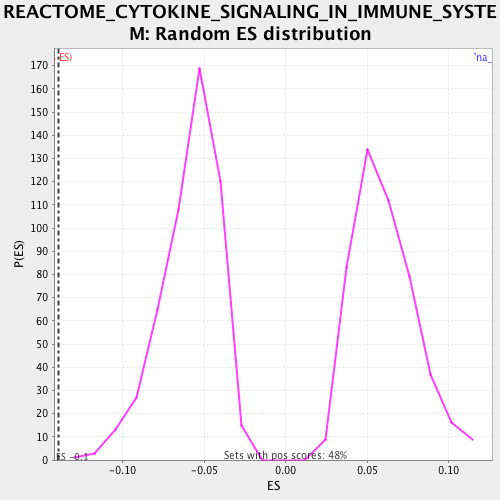 REACTOME_CYTOKINE_SIGNALING_IN_IMMUNE_SYSTE
M: Random ES distribution
ES)
'na_
170
160
150
140
130
120
110
100
90
80
70
60
50
40
30
20
10
0
P(ES)
ES -0.1
Sets with pos scores: 48%
-0.10
-0.05
0.00
0.05
0.10
ES